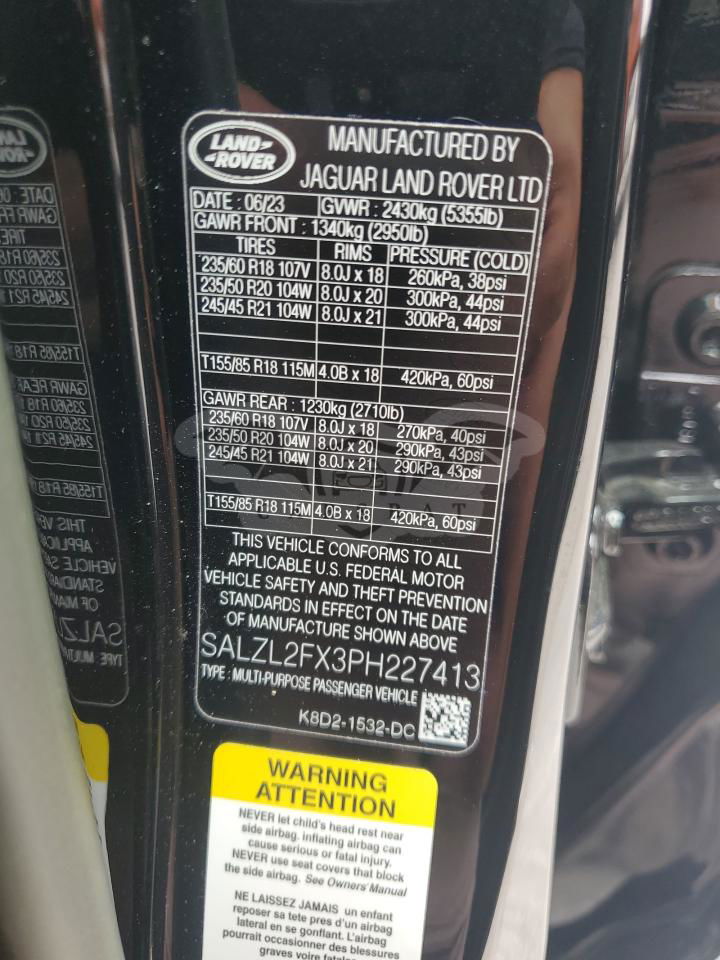 LAND ROVER
MANUFACTURED BY
JAGUAR LAND ROVER LTD
DATE : 06/23 GVWR : 2430kg (5355lb)
GAWR FRONT : 1340kg (2950lb)
TIRES RIMS PRESSURE (COLD)
235/60 R18 107V 8.0J x 18 260kPa, 38psi
235/50 R20 104W 8.0J x 20 300kPa, 44psi
245/45 R21 104W 8.0J x 21 300kPa, 44psi
T155/85 R18 115M 4.0B x 18 420kPa, 60psi
GAWR REAR : 1230kg (2710lb)
235/60 R18 107V 8.0J x 18 270kPa, 40psi
235/50 R20 104W 8.0J x 20 290kPa, 43psi
245/45 R21 104W 8.0J x 21 290kPa, 43psi
T155/85 R18 115M 4.0B x 18 420kPa, 60psi
THIS VEHICLE CONFORMS TO ALL
APPLICABLE U.S. FEDERAL MOTOR
VEHICLE SAFETY AND THEFT PREVENTION
STANDARDS IN EFFECT ON THE DATE
OF MANUFACTURE SHOWN ABOVE
SALZL2FX3PH227413
TYPE : MULTI-PURPOSE PASSENGER VEHICLE
K8D2-1532-DC
WARNING
ATTENTION
NEVER let child's head rest near
side airbag. inflating airbag can
cause serious or fatal injury.
NEVER use seat covers that block
the side airbag. See Owners Manual
NE LAISSEZ JAMAIS un enfant
reposer sa tete pres d'un airbag
lateral en se gonflant. L'airbag
pourrait occasionner des blessures
graves voire fatales